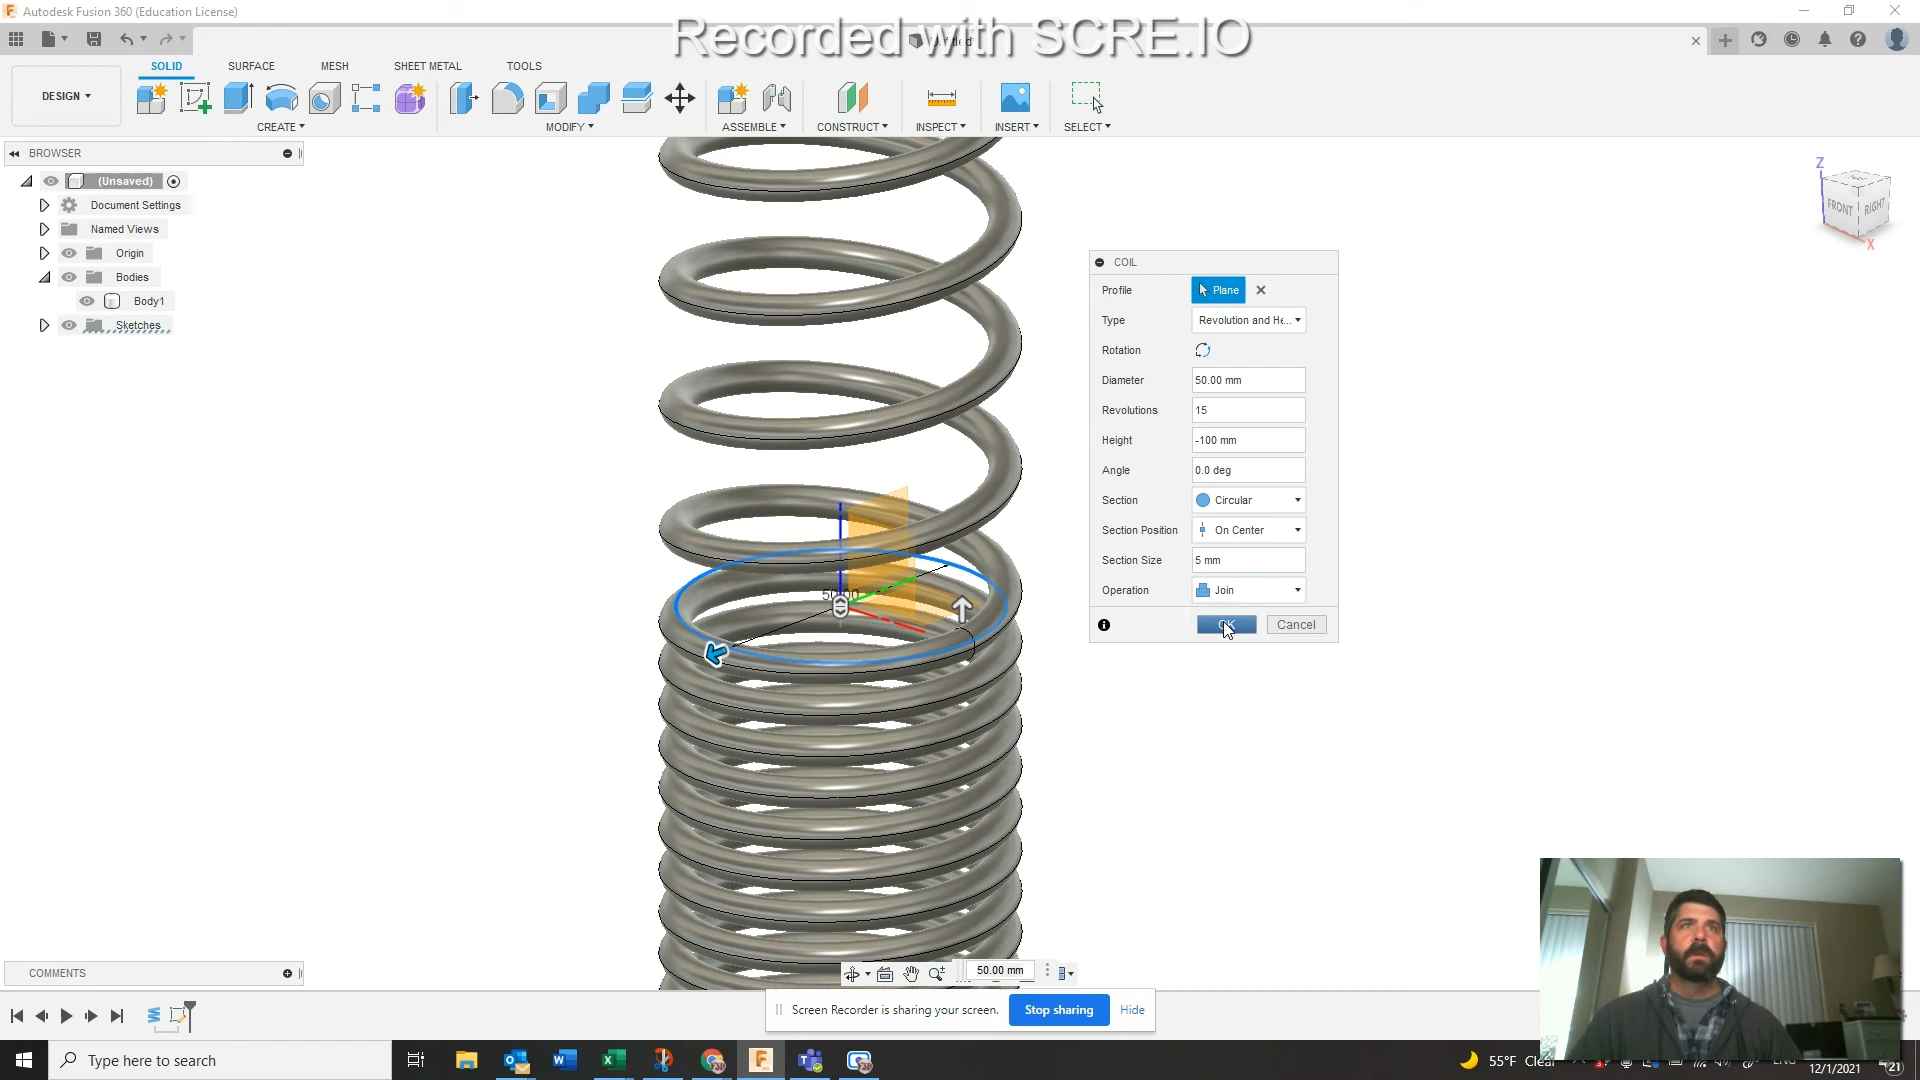 Autodesk Fusion 360 (Education License)
Recorded with SCRE.IO
SOLID SURFACE MESH SHEET METAL TOOLS
DESIGN
CREATE MODIFY ASSEMBLE CONSTRUCT INSPECT INSERT SELECT
BROWSER
(Unsaved)
Document Settings
Named Views
Origin
Bodies
Body1
Sketches
Z
FRONT RIGHT
X
COIL
Profile Plane
Type Revolution and He...
Rotation
Diameter 50.00 mm
Revolutions 15
Height -100 mm
Angle 0.0 deg
Section Circular
Section Position On Center
Section Size 5 mm
Operation Join
OK Cancel
COMMENTS
50.00 mm
Screen Recorder is sharing your screen. Stop sharing Hide
Type here to search
55°F Clear
12/1/2021
21